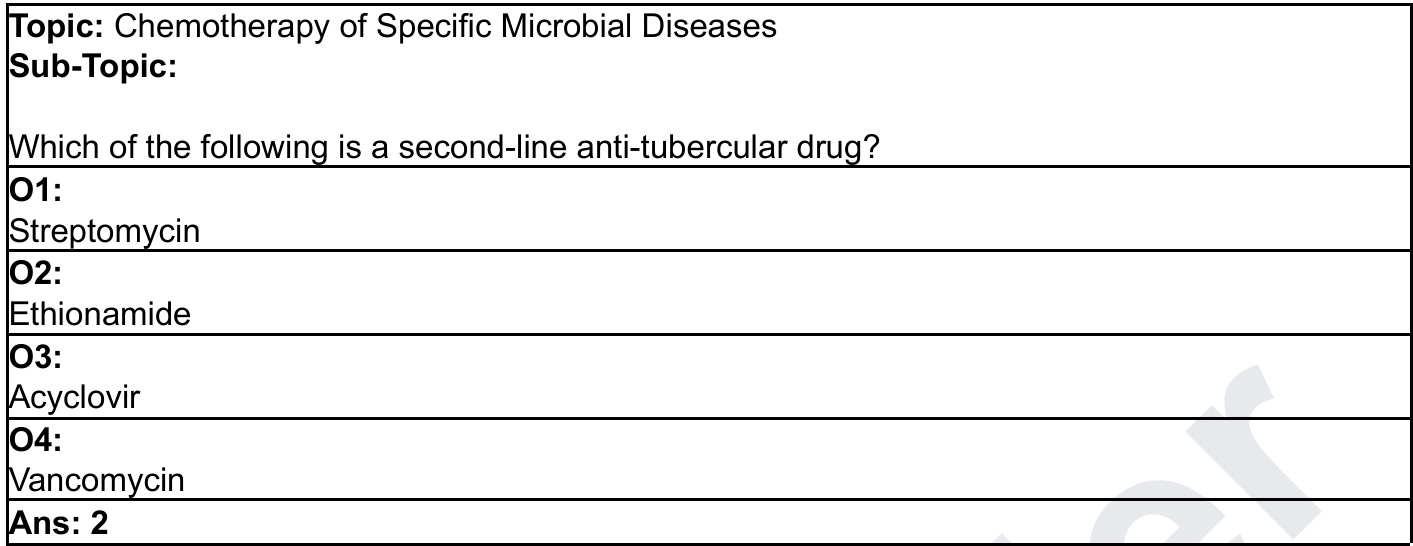 Topic: Chemotherapy of Specific Microbial Diseases
Sub-Topic:
Which of the following is a second-line anti-tubercular drug?
O1:
Streptomycin
O2:
Ethionamide
O3:
Acyclovir
O4:
Vancomycin
Ans: 2